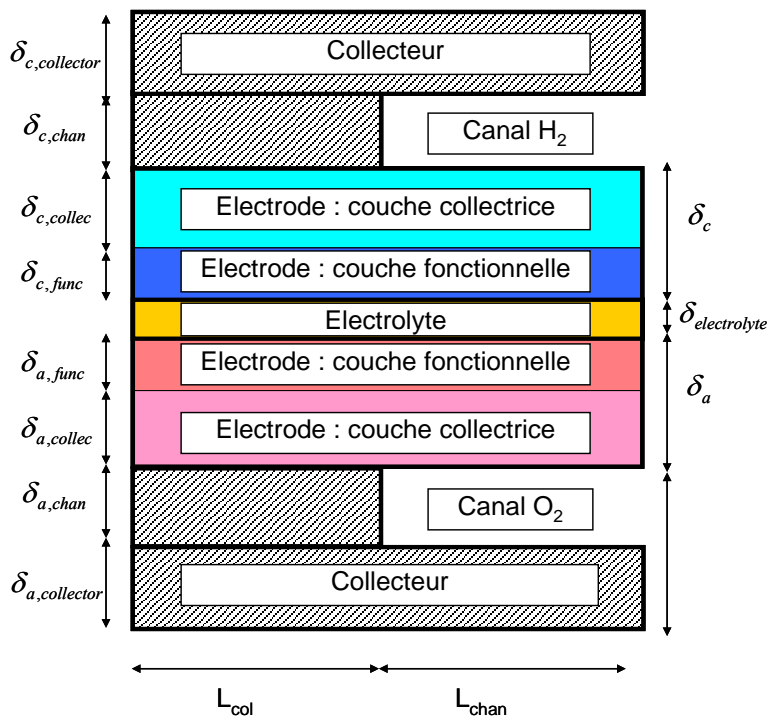 δc,collector
Collecteur
δc,chan
Canal H2
δc,collec
Electrode : couche collectrice
δc
δc,func
Electrode : couche fonctionnelle
Electrolyte
δelectrolyte
δa,func
Electrode : couche fonctionnelle
δa
δa,collec
Electrode : couche collectrice
δa,chan
Canal O2
δa,collector
Collecteur
Lcol
Lchan